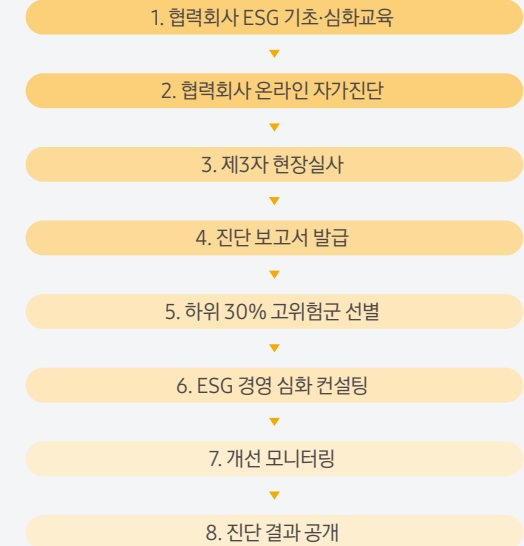 1. 협력회사 ESG 기초·심화교육
2. 협력회사 온라인 자가진단
3. 제3자 현장실사
4. 진단 보고서 발급
5. 하위 30% 고위험군 선별
6. ESG 경영 심화 컨설팅
7. 개선 모니터링
8. 진단 결과 공개